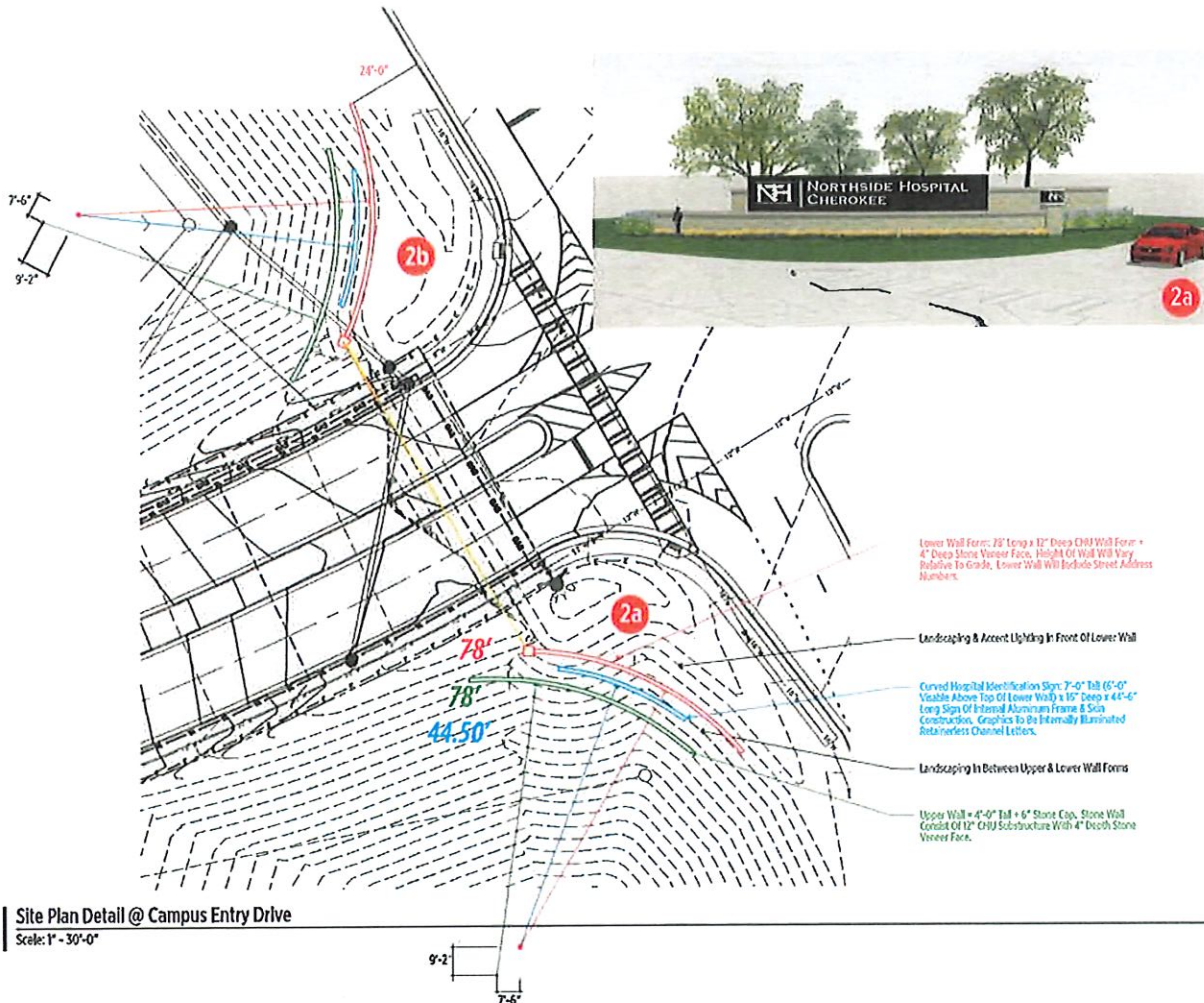 24'-0"
7'-6"
9'-2"
2b
NH NORTHSIDE HOSPITAL
CHEROKEE
2a
2a
78'
78'
44.50'
Lower Wall Form: 78' Long x 12" Deep CMU Wall Form +
4" Deep Stone Veneer Face. Height Of Wall Will Vary
Relative To Grade. Lower Wall Will Include Street Address
Numbers.
Landscaping & Accent Lighting In Front Of Lower Wall
Curved Hospital Identification Sign: 7'-0" Tall (6'-0"
Visable Above Top Of Lower Wall) x 16" Deep x 44'-6"
Long Sign Of Internal Aluminum Frame & Skin
Construction. Graphics To Be Internally Illuminated
Retainerless Channel Letters.
Landscaping In Between Upper & Lower Wall Forms
Upper Wall = 4'-0" Tall + 6" Stone Cap. Stone Wall
Consist Of 12" CMU Substructure With 4" Depth Stone
Veneer Face.
Site Plan Detail @ Campus Entry Drive
Scale: 1" = 30'-0"
9'-2"
7'-6"